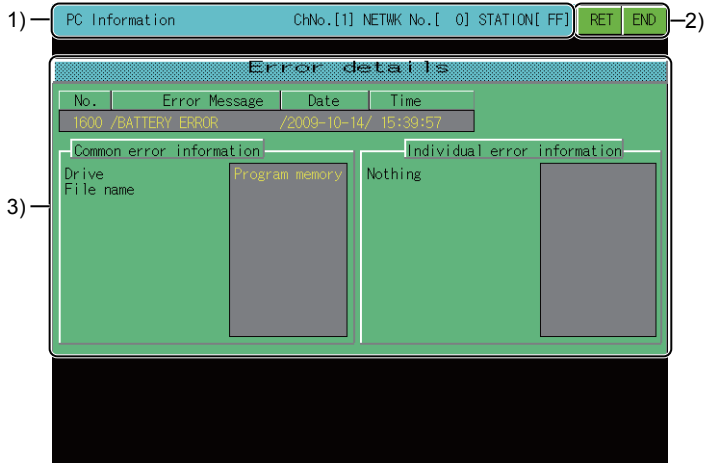 1) PC Information ChNo.[1] NETWK No.[ 0] STATION[ FF] RET END 2)
Error details
No. Error Message Date Time
1600 /BATTERY ERROR /2009-10-14/ 15:39:57
Common error information Individual error information
Drive Program memory Nothing
File name
3)